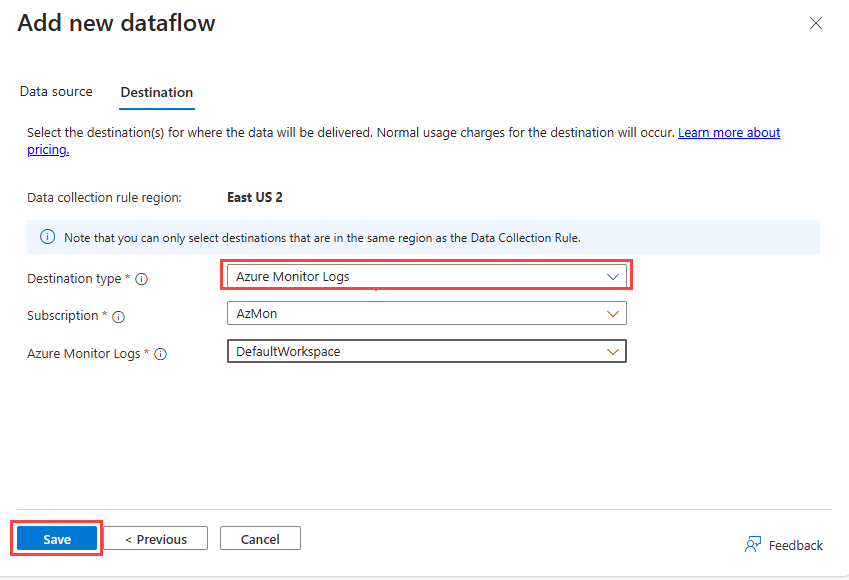 Add new dataflow
Data source
Destination
Select the destination(s) for where the data will be delivered. Normal usage charges for the destination will occur. Learn more about
pricing.
Data collection rule region:
East US 2
Note that you can only select destinations that are in the same region as the Data Collection Rule.
Destination type *
Azure Monitor Logs
Subscription *
AzMon
Azure Monitor Logs *
DefaultWorkspace
Save
< Previous
Cancel
Feedback